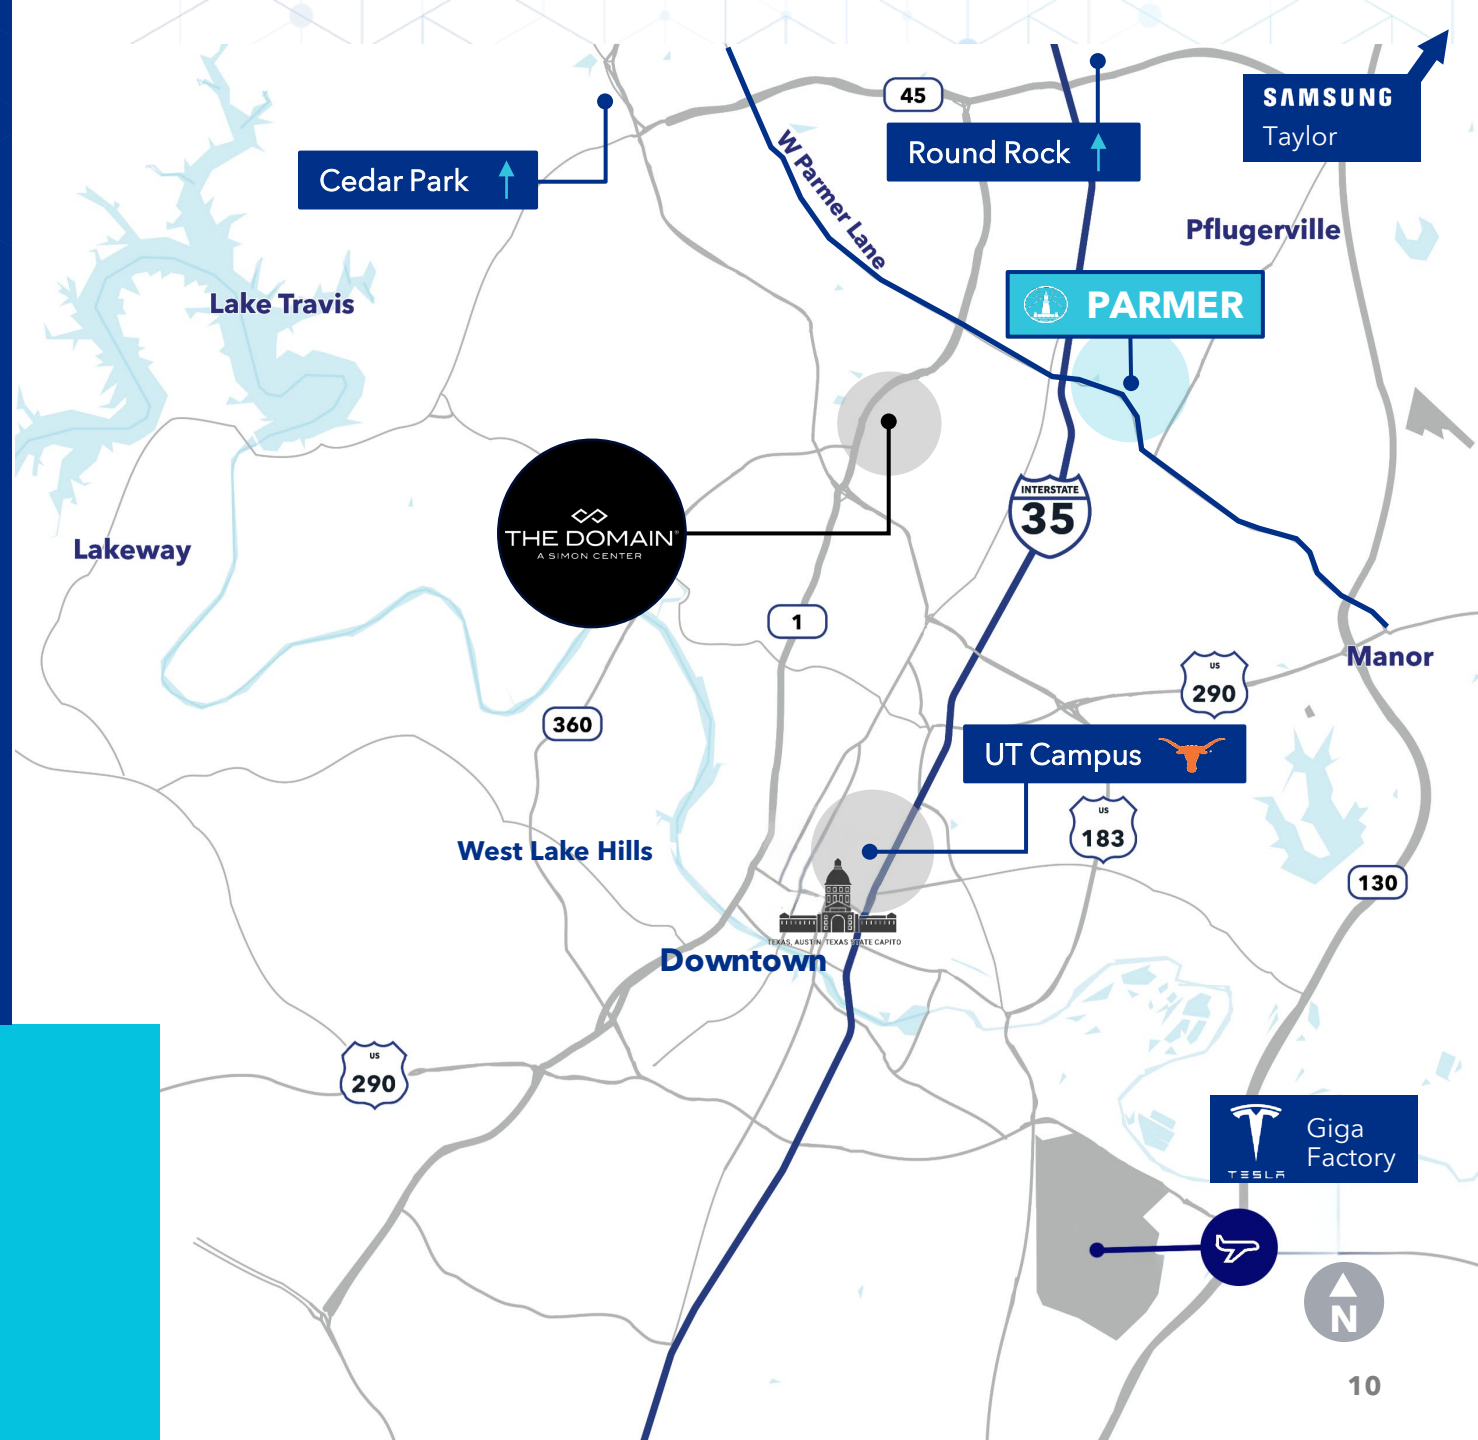 45
SAMSUNG
Taylor
W Parmer Lane
Round Rock
Cedar Park
Pflugerville
Lake Travis
PARMER
INTERSTATE
35
THE DOMAIN®
A SIMON CENTER
Lakeway
1
Manor
US
290
360
UT Campus
US
183
West Lake Hills
130
TEXAS, AUSTIN, TEXAS STATE CAPITO
Downtown
US
290
TESLA
Giga
Factory
N
10